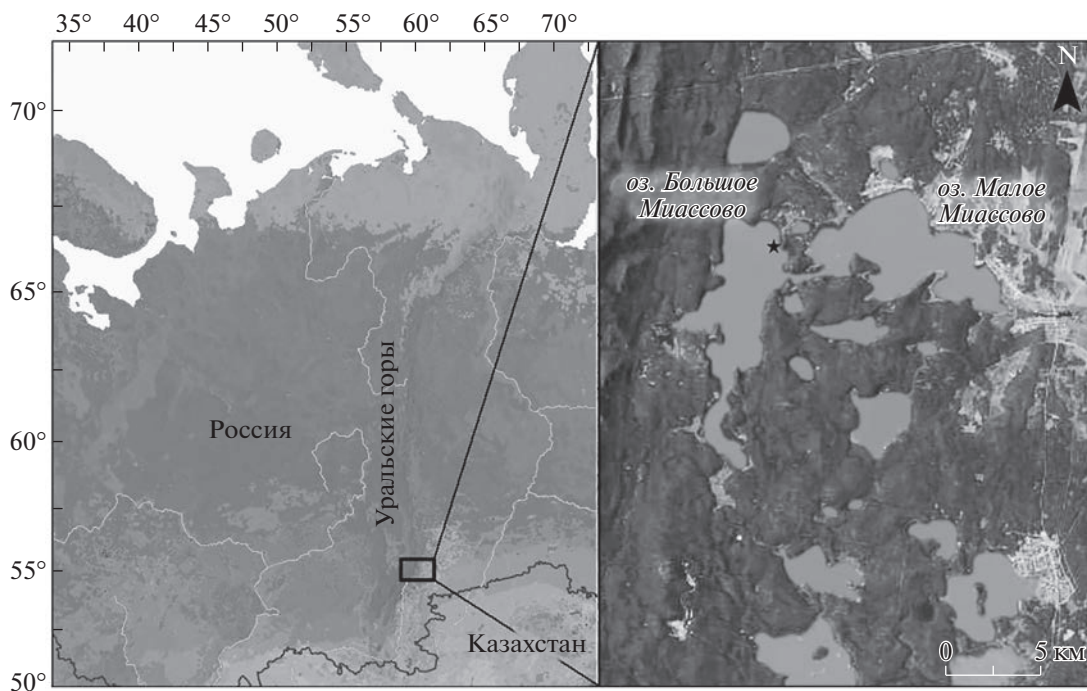 35° 40° 45° 50° 55° 60° 65° 70°
70°
65°
60°
55°
50°
Россия
Уральские горы
Казахстан
N
оз. Большое
Миассово
оз. Малое
Миассово
0 5 км